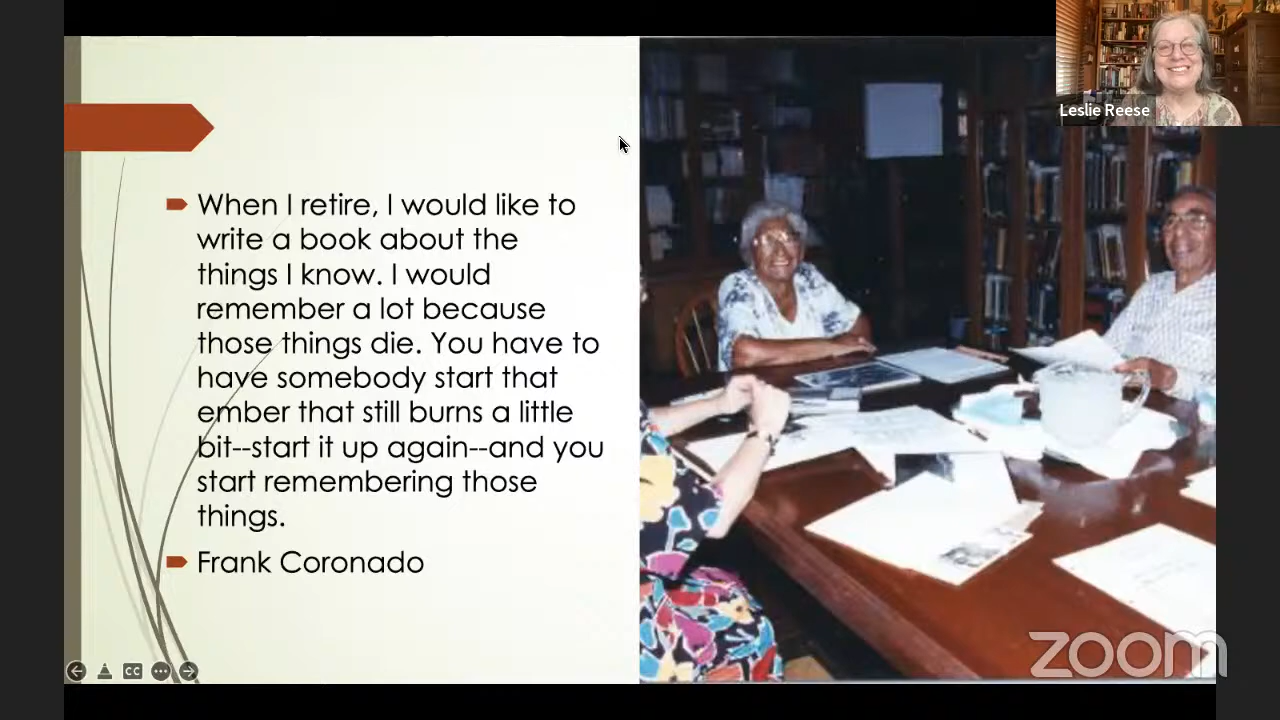 Leslie Reese
When I retire, I would like to
write a book about the
things I know. I would
remember a lot because
those things die. You have to
have somebody start that
ember that still burns a little
bit--start it up again--and you
start remembering those
things.
Frank Coronado
CC
zoom